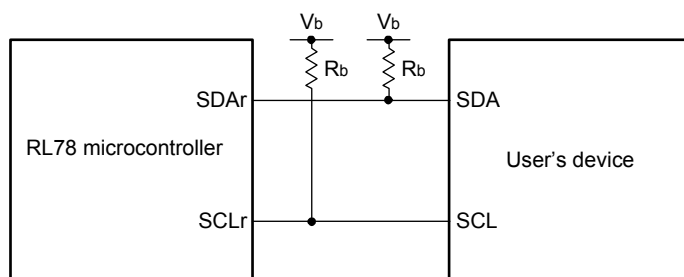 Vb Vb
Rb Rb
SDAr SDA
RL78 microcontroller User's device
SCLr SCL